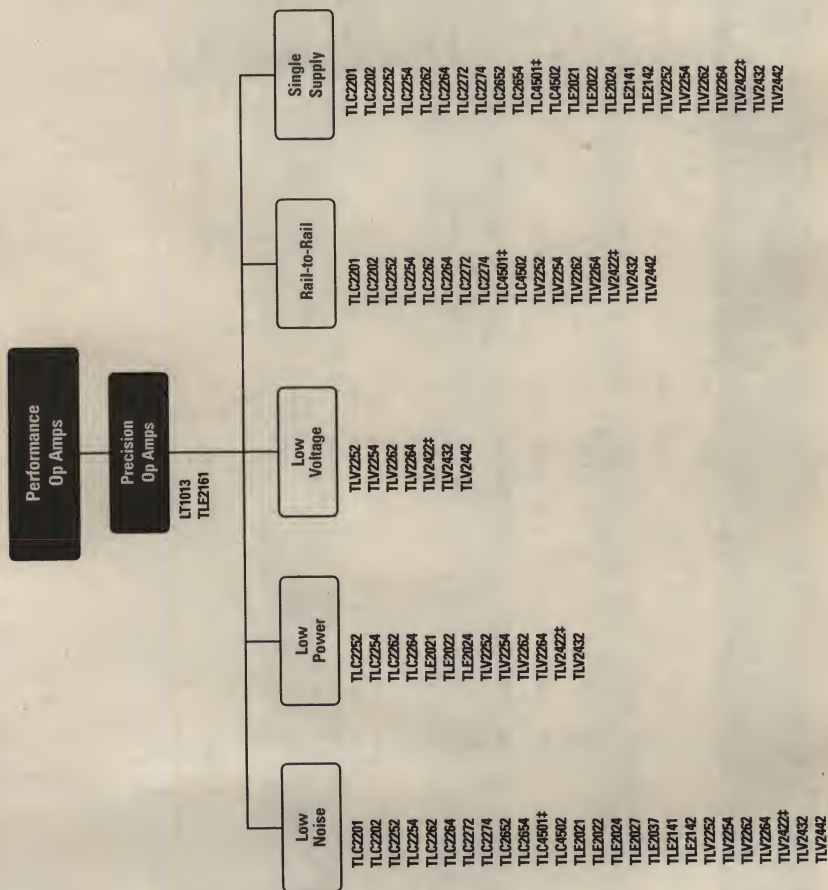 Performance
Op Amps
Precision
Op Amps
LT1013
TLE2161
Low
Noise
TLC2201
TLC2202
TLC2252
TLC2254
TLC2262
TLC2264
TLC2272
TLC2274
TLC2652
TLC2654
TLC4501‡
TLC4502
TLE2021
TLE2022
TLE2024
TLE2027
TLE2037
TLE2141
TLE2142
TLV2252
TLV2254
TLV2262
TLV2264
TLV2422‡
TLV2432
TLV2442
Low
Power
TLC2252
TLC2254
TLC2262
TLC2264
TLE2021
TLE2022
TLE2024
TLV2252
TLV2254
TLV2262
TLV2264
TLV2422‡
TLV2432
Low
Voltage
TLV2252
TLV2254
TLV2262
TLV2264
TLV2422‡
TLV2432
TLV2442
Rail-to-Rail
TLC2201
TLC2202
TLC2252
TLC2254
TLC2262
TLC2264
TLC2272
TLC2274
TLC4501‡
TLC4502
TLV2252
TLV2254
TLV2262
TLV2264
TLV2422‡
TLV2432
TLV2442
Single
Supply
TLC2201
TLC2202
TLC2252
TLC2254
TLC2262
TLC2264
TLC2272
TLC2274
TLC2652
TLC2654
TLC4501‡
TLC4502
TLE2021
TLE2022
TLE2024
TLE2141
TLE2142
TLV2252
TLV2254
TLV2262
TLV2264
TLV2422‡
TLV2432
TLV2442